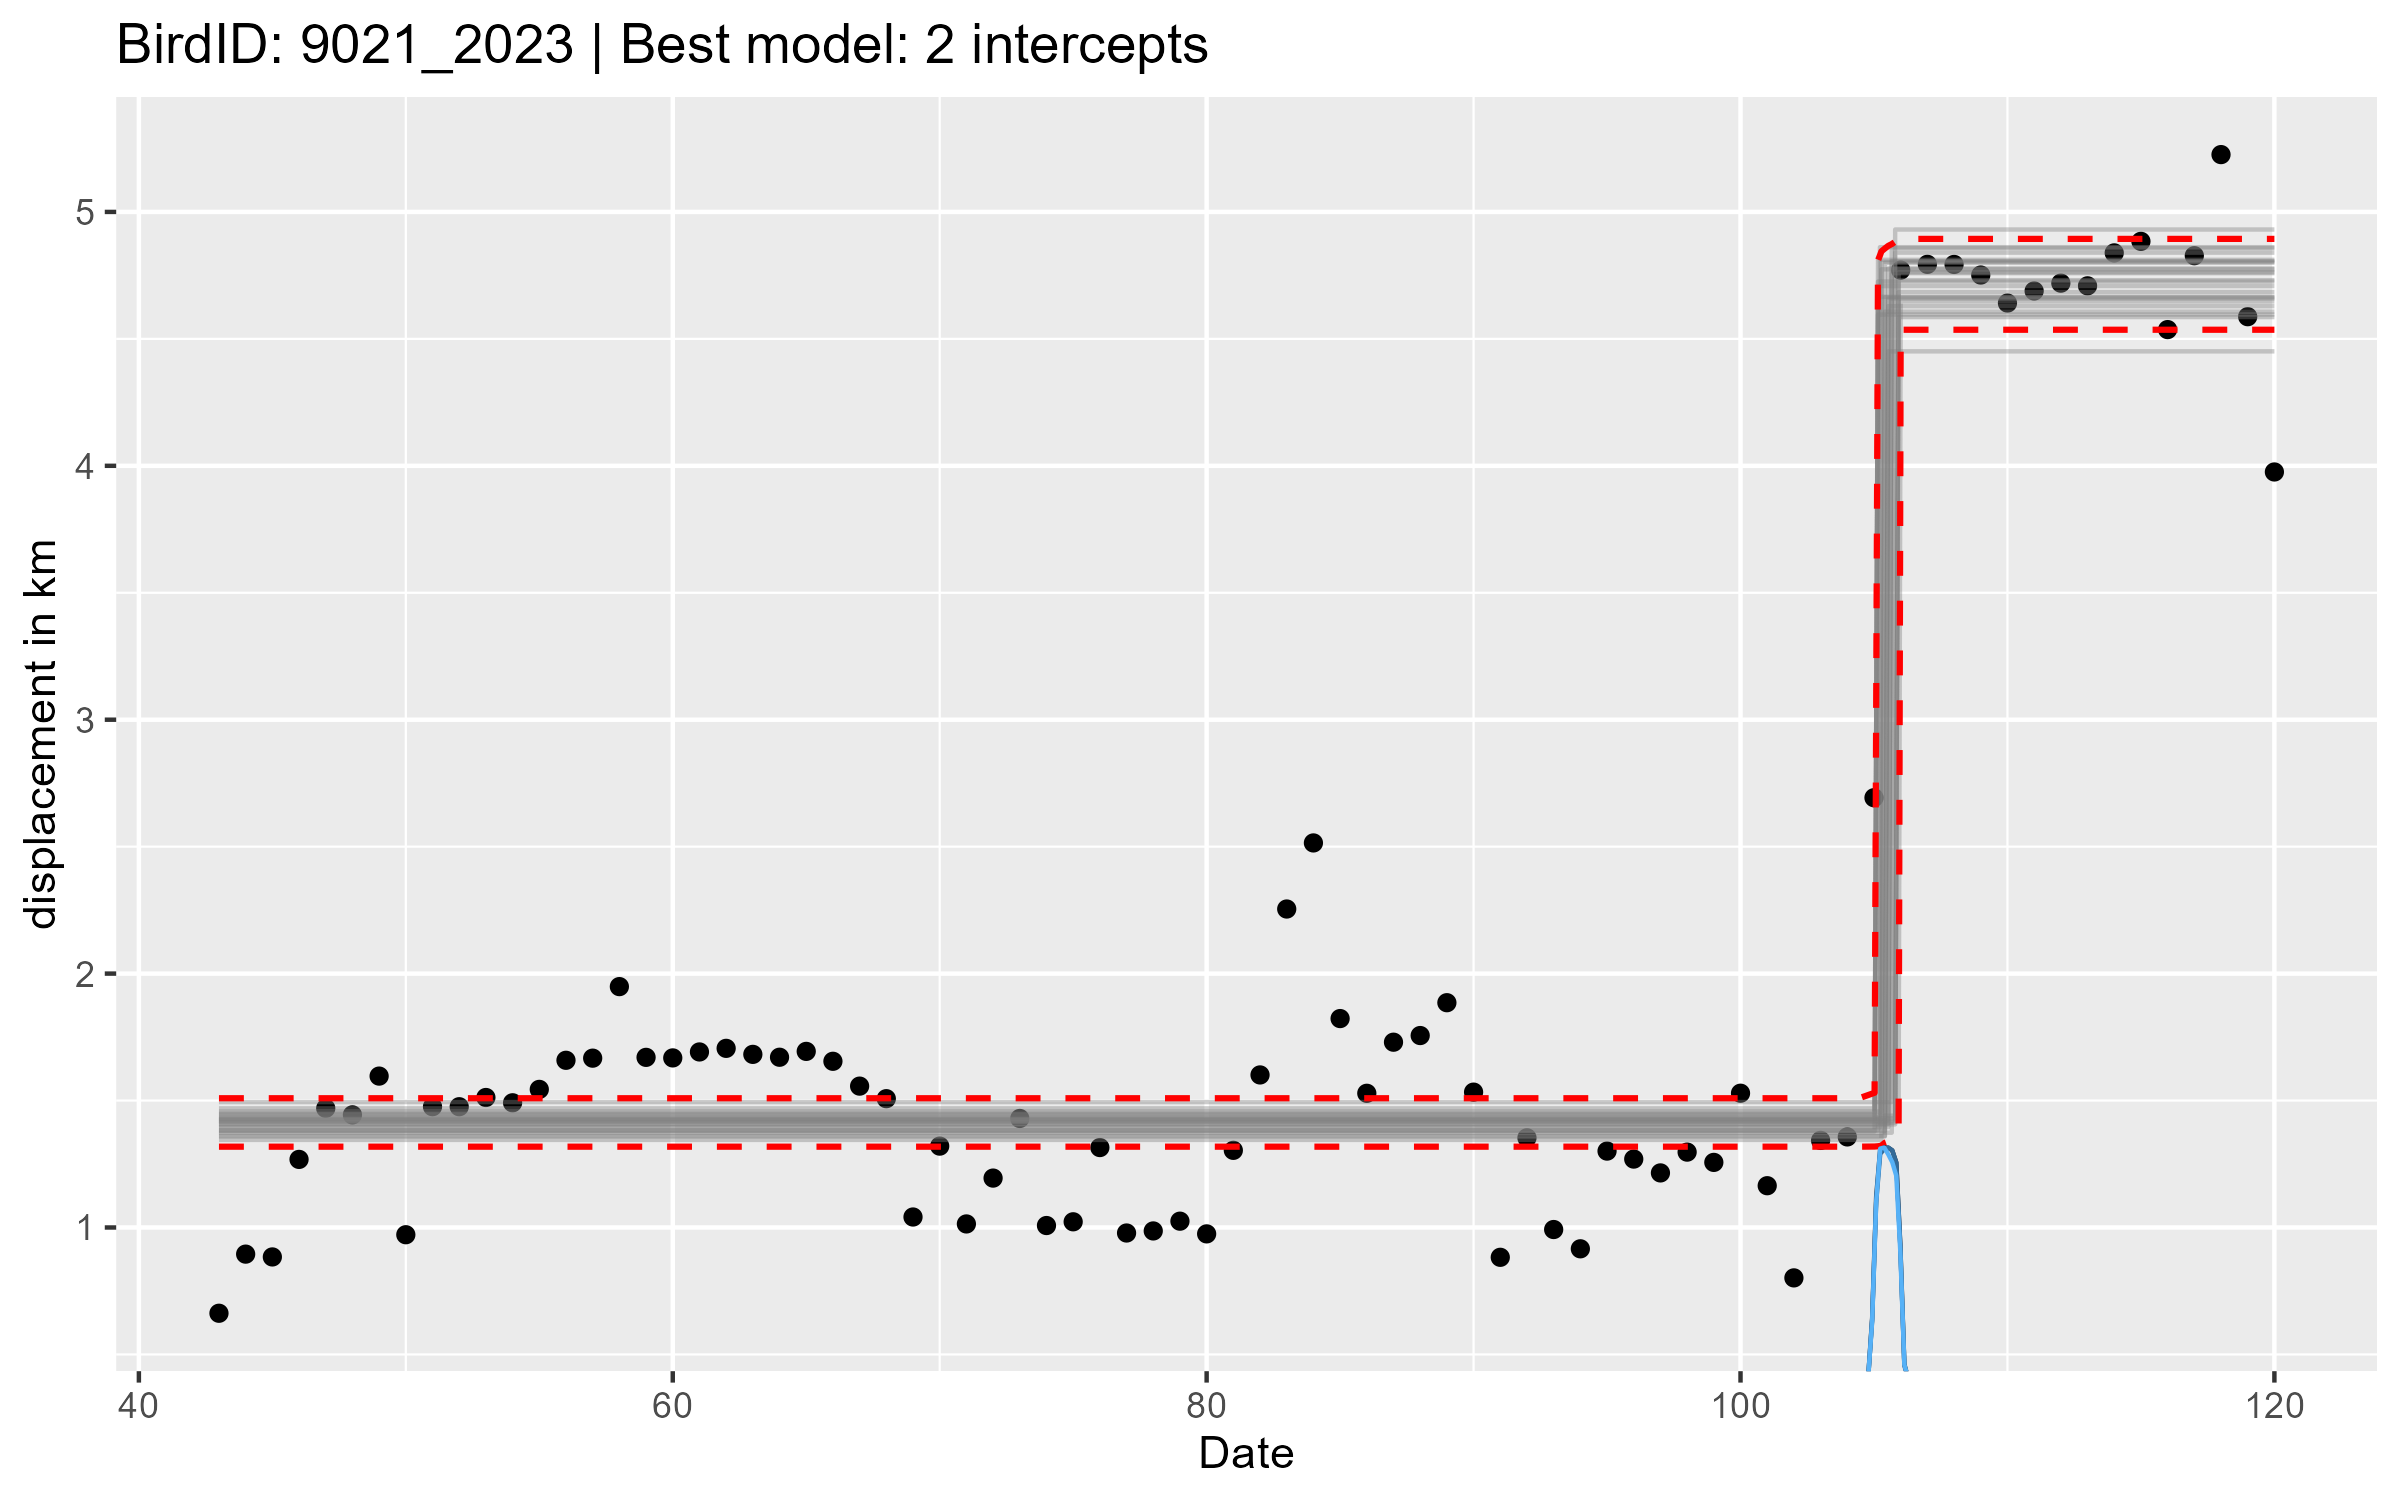 BirdID: 9021_2023 | Best model: 2 intercepts
displacement in km
5
4
3
2
1
40 60 80 100 120
Date